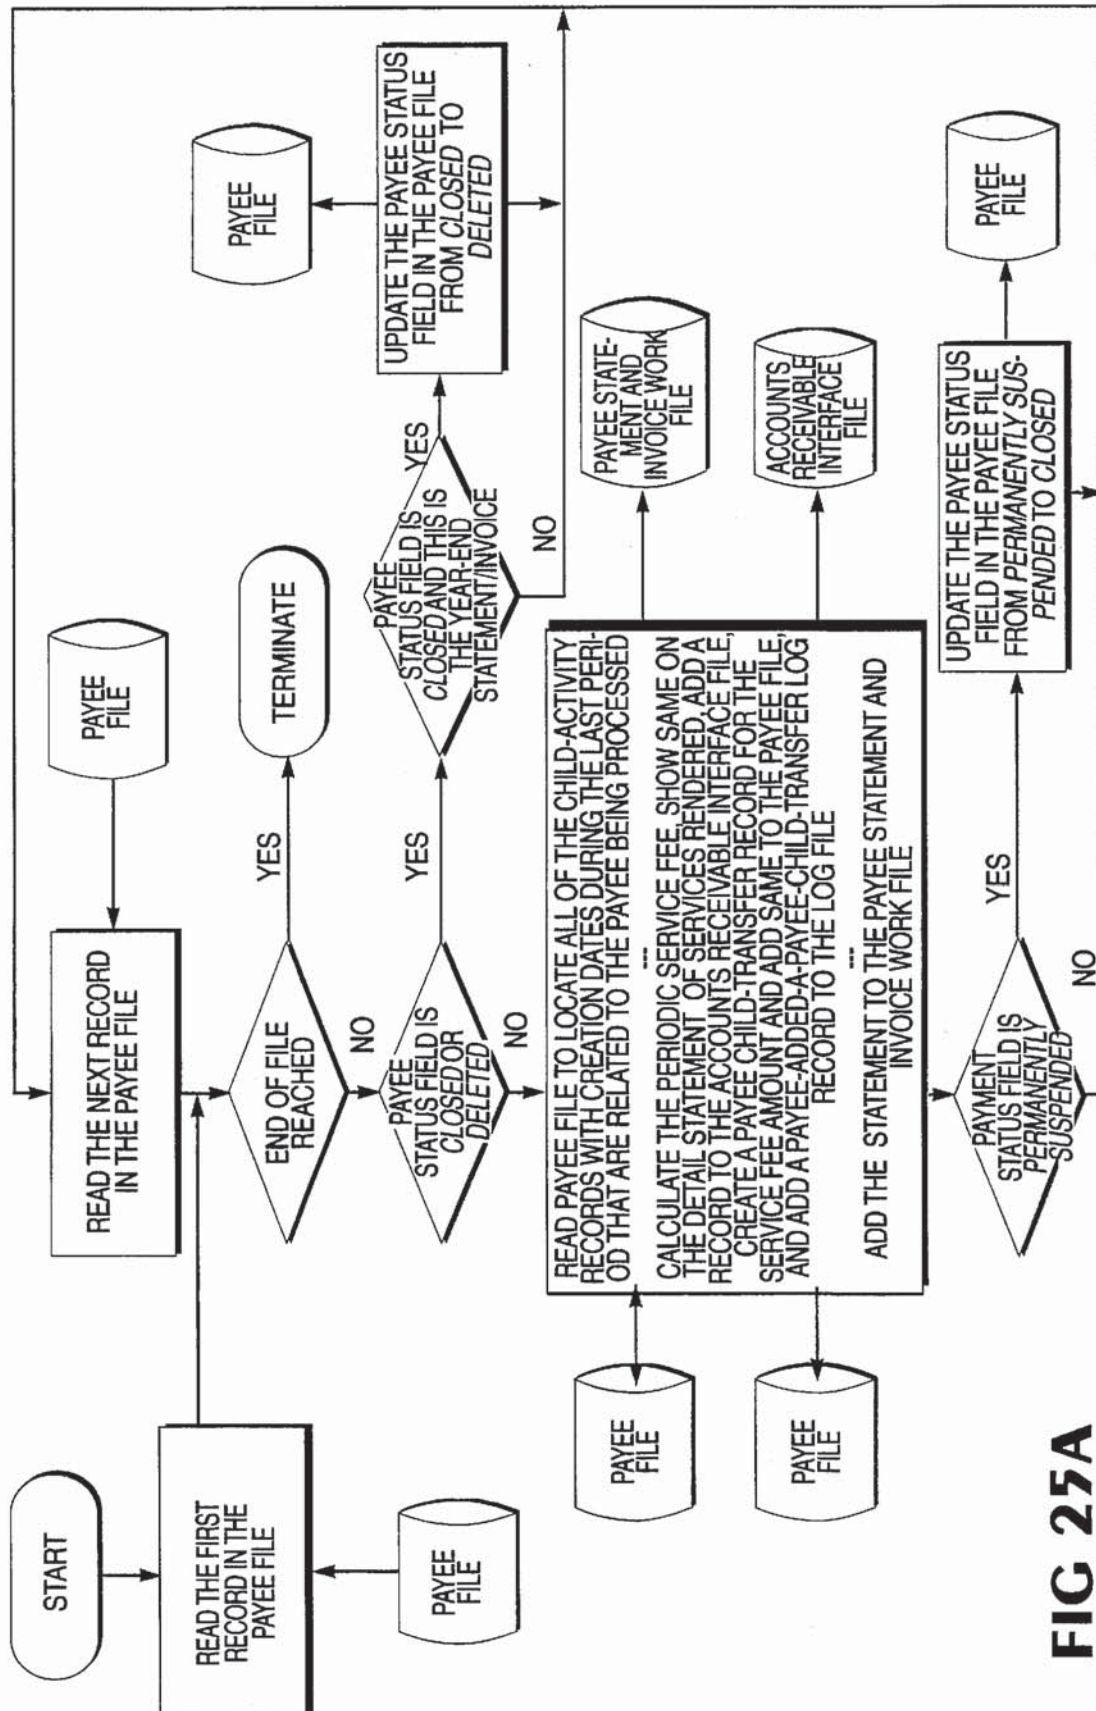 START
READ THE FIRST
RECORD IN THE
PAYEE FILE
PAYEE
FILE
PAYEE
FILE
READ THE NEXT RECORD
IN THE PAYEE FILE
END OF FILE
REACHED
YES
TERMINATE
NO
PAYEE
STATUS FIELD IS
CLOSED OR
DELETED
YES
PAYEE
STATUS FIELD IS
CLOSED AND THIS IS
THE YEAR-END
STATEMENT/INVOICE
YES
UPDATE THE PAYEE STATUS
FIELD IN THE PAYEE FILE
FROM CLOSED TO
DELETED
PAYEE
FILE
NO
NO
READ PAYEE FILE TO LOCATE ALL OF THE CHILD-ACTIVITY
RECORDS WITH CREATION DATES DURING THE LAST PERI-
OD THAT ARE RELATED TO THE PAYEE BEING PROCESSED
---
CALCULATE THE PERIODIC SERVICE FEE, SHOW SAME ON
THE DETAIL STATEMENT OF SERVICES RENDERED, ADD A
RECORD TO THE ACCOUNTS RECEIVABLE INTERFACE FILE,
CREATE A PAYEE CHILD-TRANSFER RECORD FOR THE
SERVICE FEE AMOUNT AND ADD SAME TO THE PAYEE FILE,
AND ADD A PAYEE-ADDED-A-PAYEE-CHILD-TRANSFER LOG
RECORD TO THE LOG FILE
---
ADD THE STATEMENT TO THE PAYEE STATEMENT AND
INVOICE WORK FILE
PAYEE
FILE
PAYEE
FILE
PAYEE STATE-
MENT AND
INVOICE WORK
FILE
ACCOUNTS
RECEIVABLE
INTERFACE
FILE
PAYMENT
STATUS FIELD IS
PERMANENTLY
SUSPENDED
YES
UPDATE THE PAYEE STATUS
FIELD IN THE PAYEE FILE
FROM PERMANENTLY SUS-
PENDED TO CLOSED
PAYEE
FILE
NO
FIG 25A